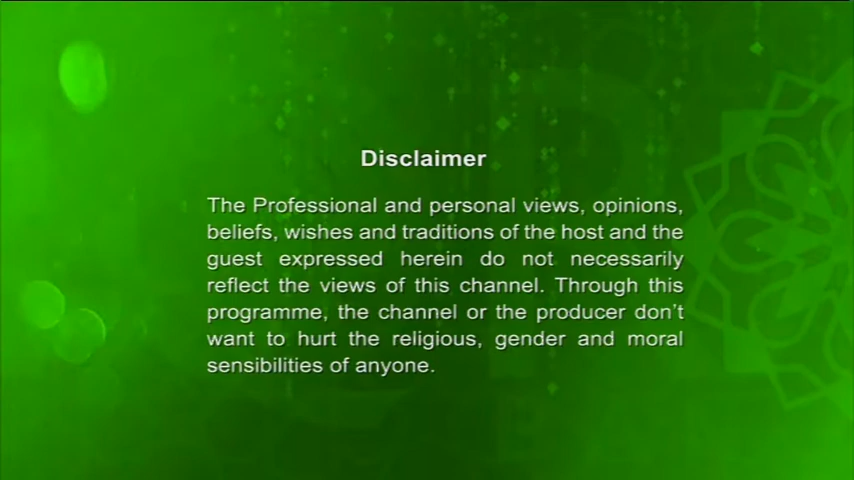 Disclaimer
The Professional and personal views, opinions,
beliefs, wishes and traditions of the host and the
guest expressed herein do not necessarily
reflect the views of this channel. Through this
programme, the channel or the producer don't
want to hurt the religious, gender and moral
sensibilities of anyone.